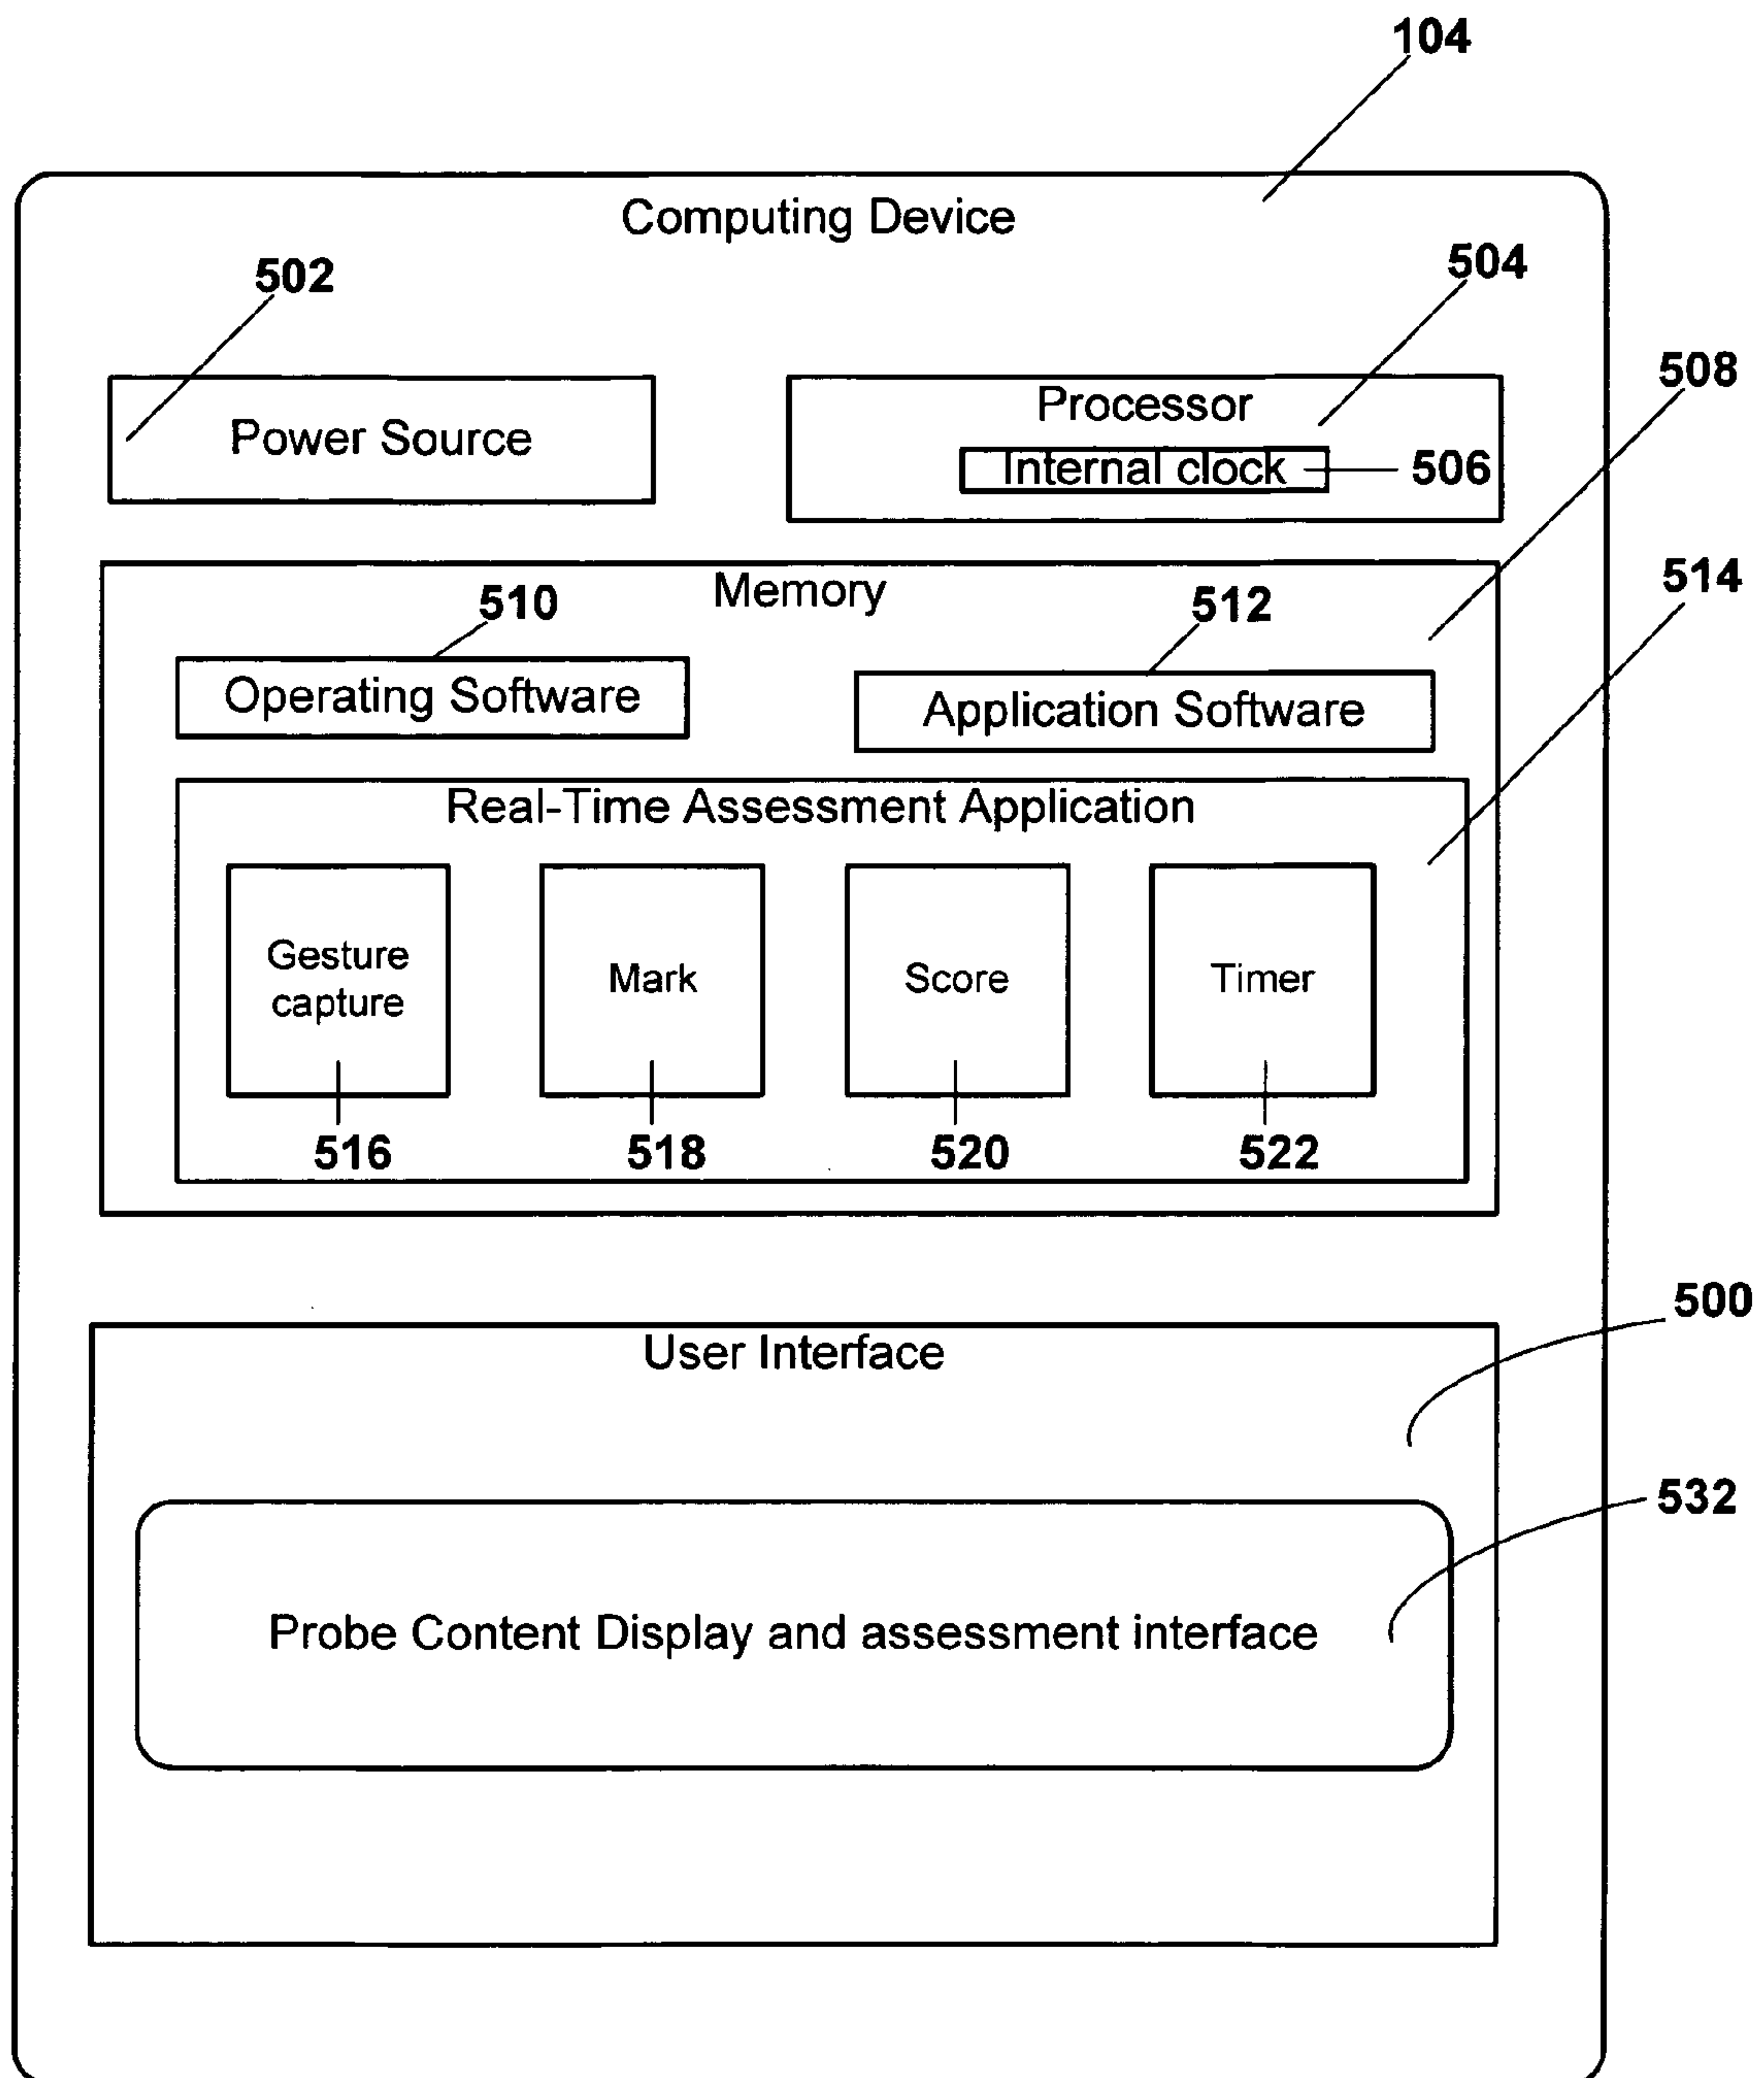 104
Computing Device
502
504
Power Source
Processor
Internal clock
506
508
Memory
510
512
514
Operating Software
Application Software
Real-Time Assessment Application
Gesture
capture
Mark
Score
Timer
516
518
520
522
500
User Interface
532
Probe Content Display and assessment interface